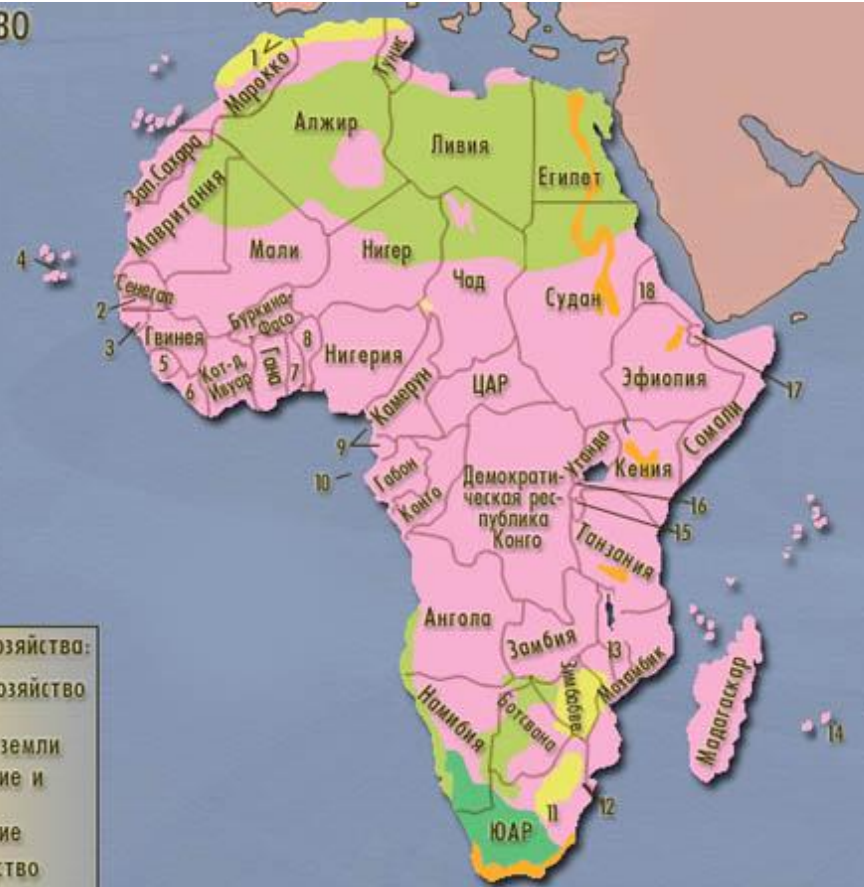 30
1
Марокко
Тунис
Алжир
Ливия
Египет
Зап.Сахара
Мавритания
Мали
Нигер
Чад
Судан
18
4
Сенегал
2
3
Гвинея
Буркина-
Фасо
5
6
Кот-д,
Ивуар
Гана
7
8
Нигерия
Камерун
ЦАР
Эфиопия
17
Сомали
9
10
Габон
Конго
Демократи-
ческая рес-
публика
Конго
Уганда
Кения
16
15
Танзания
Ангола
Замбия
13
Мозамбик
Зимбабве
Намибия
Ботсвана
Мадагаскар
14
12
11
ЮАР
озяйства:
озяйство
земли
ие и
ие
ство